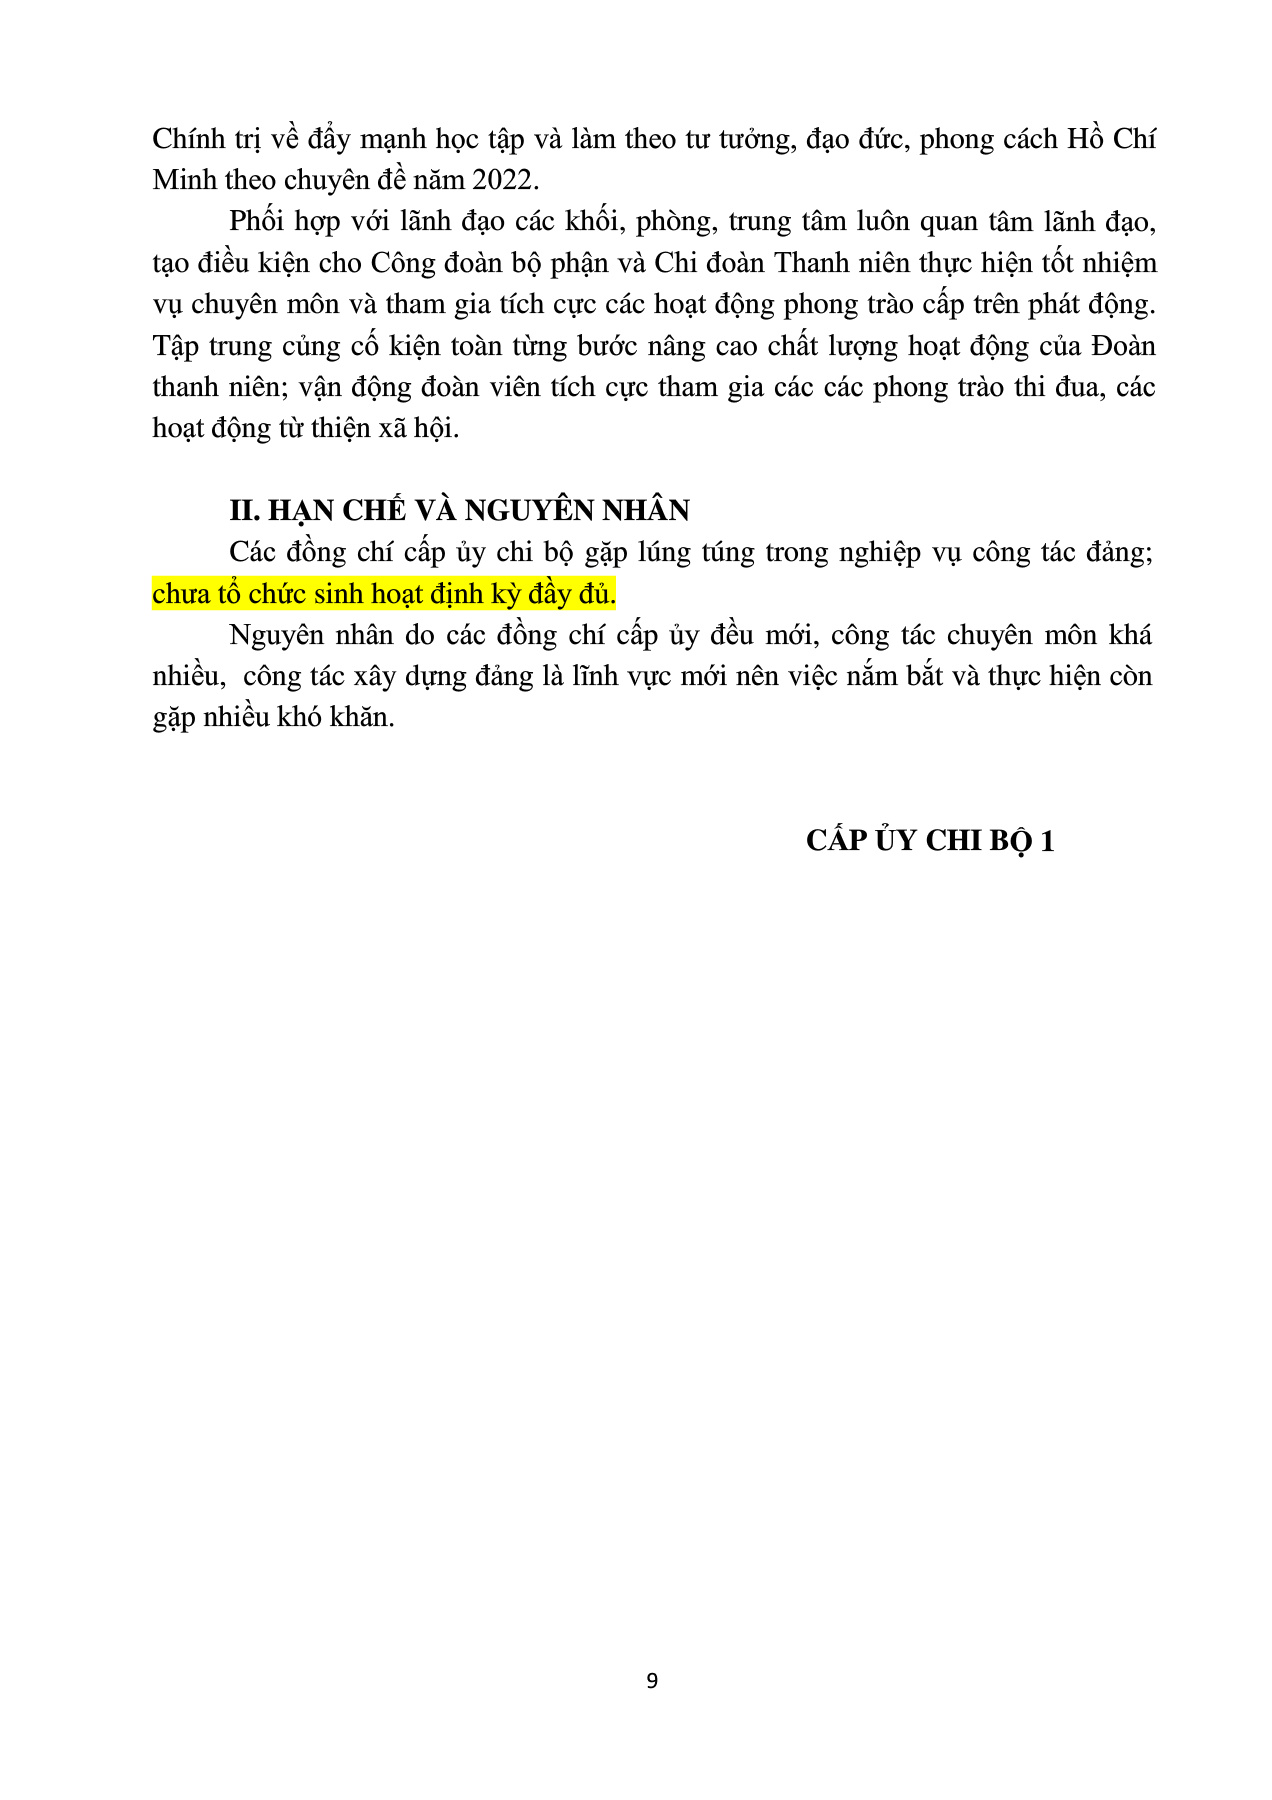 Chính trị về đẩy mạnh học tập và làm theo tư tưởng, đạo đức, phong cách Hồ Chí
Minh theo chuyên đề năm 2022.
Phối hợp với lãnh đạo các khối, phòng, trung tâm luôn quan tâm lãnh đạo,
tạo điều kiện cho Công đoàn bộ phận và Chi đoàn Thanh niên thực hiện tốt nhiệm
vụ chuyên môn và tham gia tích cực các hoạt động phong trào cấp trên phát động.
Tập trung củng cố kiện toàn từng bước nâng cao chất lượng hoạt động của Đoàn
thanh niên; vận động đoàn viên tích cực tham gia các các phong trào thi đua, các
hoạt động từ thiện xã hội.
II. HẠN CHẾ VÀ NGUYÊN NHÂN
Các đồng chí cấp ủy chi bộ gặp lúng túng trong nghiệp vụ công tác đảng;
chưa tổ chức sinh hoạt định kỳ đầy đủ.
Nguyên nhân do các đồng chí cấp ủy đều mới, công tác chuyên môn khá
nhiều, công tác xây dựng đảng là lĩnh vực mới nên việc nắm bắt và thực hiện còn
gặp nhiều khó khăn.
CẤP ỦY CHI BỘ 1
9